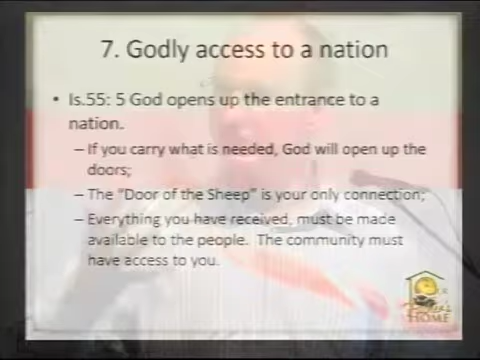 7. Godly access to a nation
• Is.55: 5 God opens up the entrance to a
nation.
– If you carry what is needed, God will open up the
doors;
– The "Door of the Sheep" is your only connection;
– Everything you have received, must be made
available to the people. The community must
have access to you.
HOME